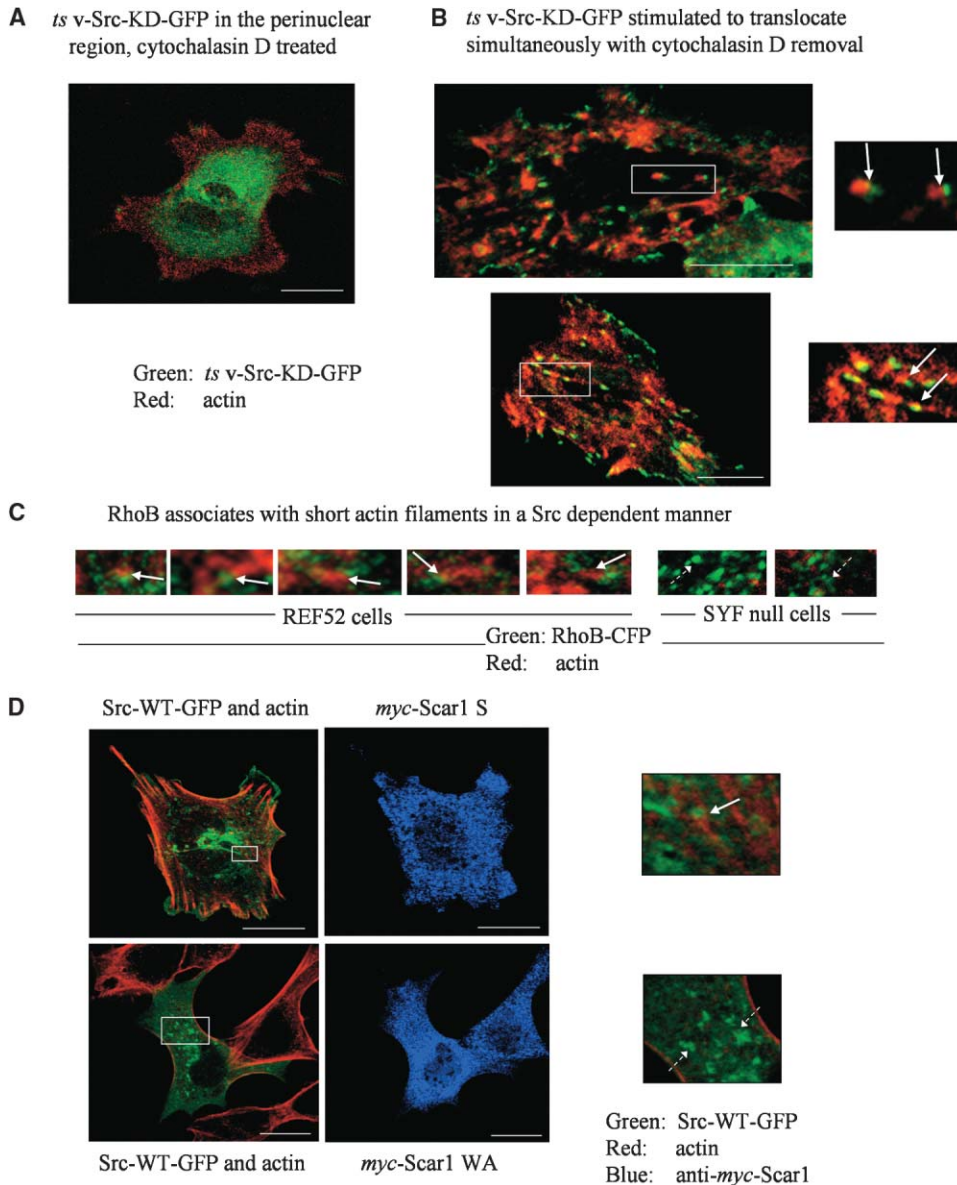 A
ts v-Src-KD-GFP in the perinuclear
region, cytochalasin D treated
B
ts v-Src-KD-GFP stimulated to translocate
simultaneously with cytochalasin D removal
Green: ts v-Src-KD-GFP
Red: actin
C
RhoB associates with short actin filaments in a Src dependent manner
REF52 cells
SYF null cells
Green: RhoB-CFP
Red: actin
D
Src-WT-GFP and actin
myc-Scar1 S
Src-WT-GFP and actin
myc-Scar1 WA
Green: Src-WT-GFP
Red: actin
Blue: anti-myc-Scar1